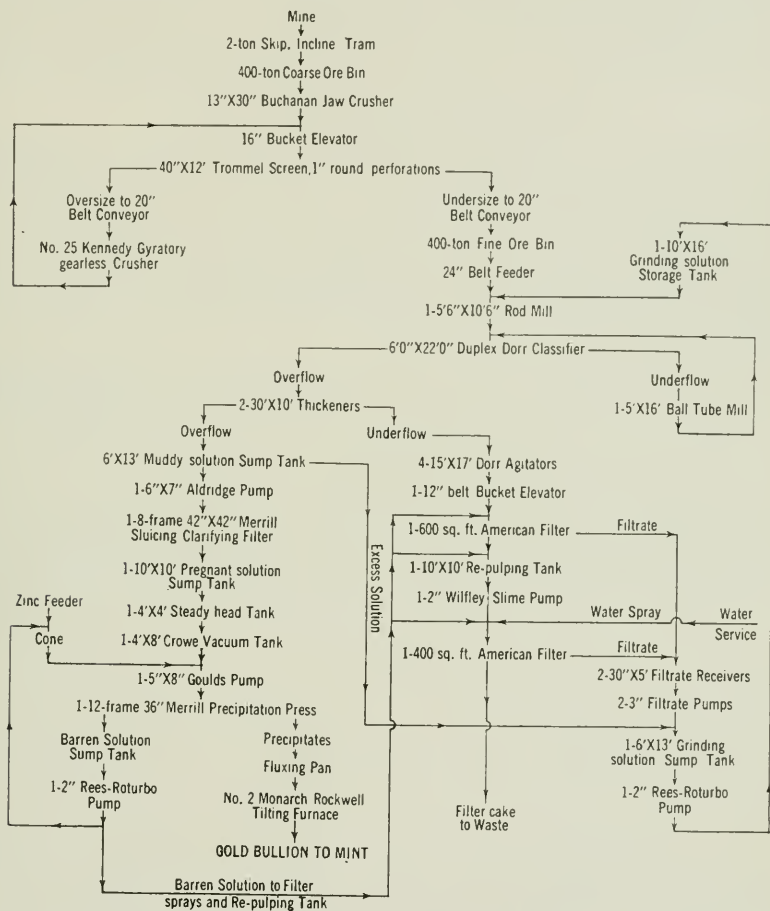 Mine
2-ton Skip, Incline Tram
400-ton Coarse Ore Bin
13"X30" Buchanan Jaw Crusher
16" Bucket Elevator
40"X12' Trommel Screen, 1" round perforations
Oversize to 20"
Belt Conveyor
No. 25 Kennedy Gyratory
gearless Crusher
Undersize to 20"
Belt Conveyor
400-ton Fine Ore Bin
24" Belt Feeder
1-10'X16'
Grinding solution
Storage Tank
1-5'6"X10'6" Rod Mill
6'0"X22'0" Duplex Dorr Classifier
Overflow
Underflow
1-5'X16' Ball Tube Mill
2-30'X10' Thickeners
Overflow
Underflow
6'X13' Muddy solution Sump Tank
1-6"X7" Aldridge Pump
1-8-frame 42"X42" Merrill
Sluicing Clarifying Filter
1-10'X10' Pregnant solution
Sump Tank
1-4'X4' Steady head Tank
1-4'X8' Crowe Vacuum Tank
Zinc Feeder
Cone
1-5"X8" Goulds Pump
1-12-frame 36" Merrill Precipitation Press
Barren Solution
Sump Tank
1-2" Rees-Roturbo
Pump
Precipitates
Fluxing Pan
No. 2 Monarch Rockwell
Tilting Furnace
GOLD BULLION TO MINT
Barren Solution to Filter
sprays and Re-pulping Tank
Excess Solution
4-15'X17' Dorr Agitators
1-12" belt Bucket Elevator
1-600 sq. ft. American Filter
Filtrate
1-10'X10' Re-pulping Tank
1-2" Wilfley Slime Pump
Water Spray
Water
Service
1-400 sq. ft. American Filter
Filtrate
2-30"X5' Filtrate Receivers
2-3" Filtrate Pumps
1-6'X13' Grinding
solution Sump Tank
1-2" Rees-Roturbo
Pump
Filter cake
to Waste